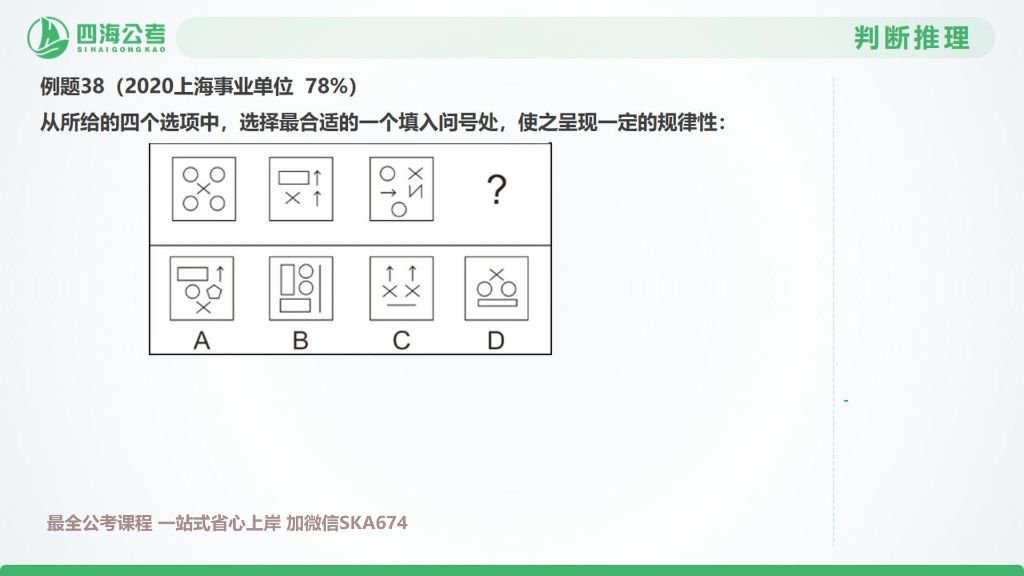 四海公考
SIHAIGONGKAO
判断推理
例题38（2020上海事业单位 78%）
从所给的四个选项中，选择最合适的一个填入问号处，使之呈现一定的规律性：
?
A B C D
最全公考课程 一站式省心上岸 加微信SKA674